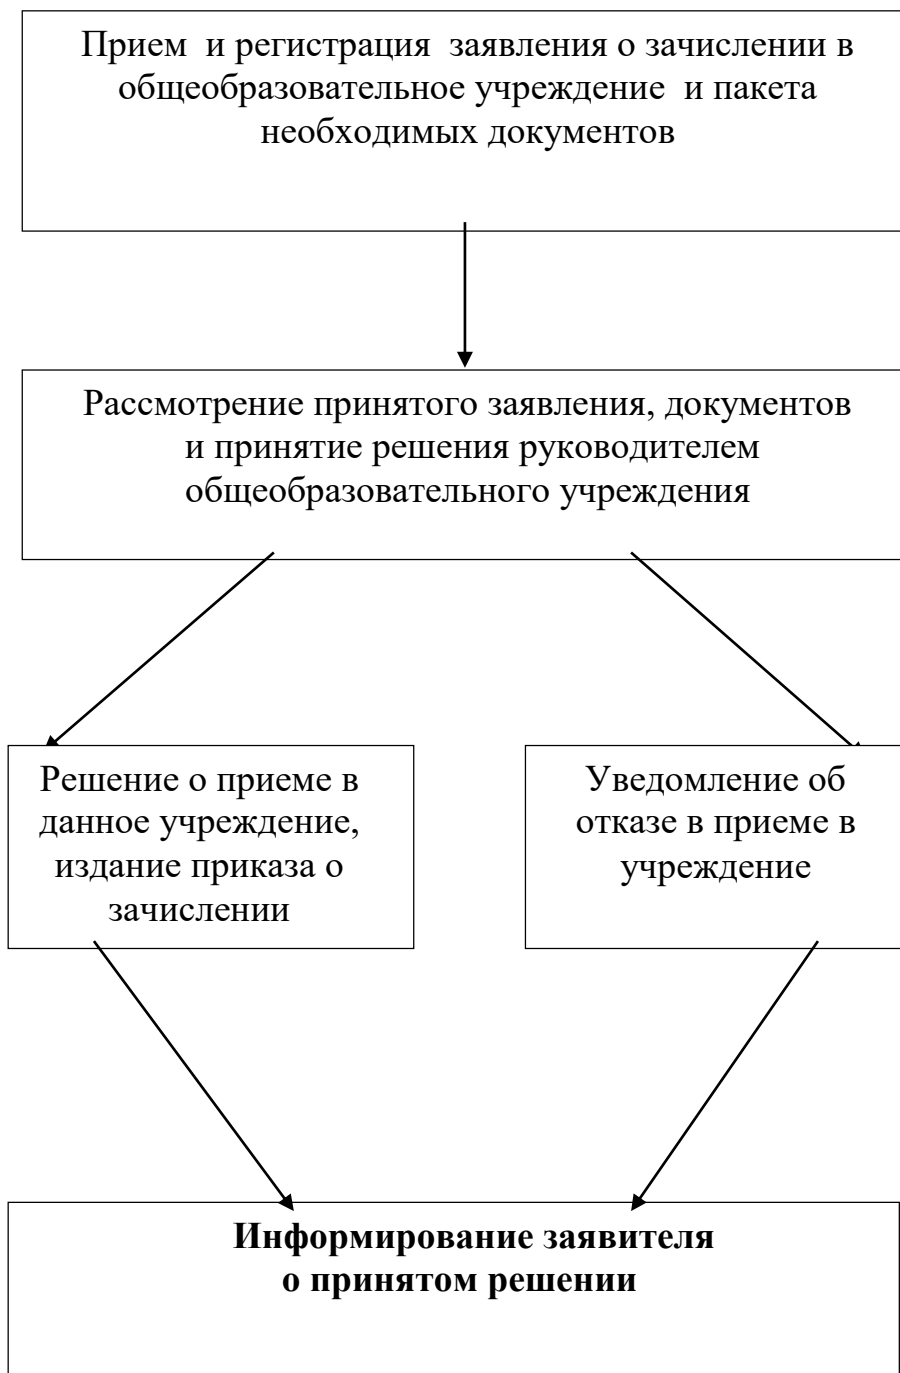 Прием и регистрация заявления о зачислении в
общеобразовательное учреждение и пакета
необходимых документов
Рассмотрение принятого заявления, документов
и принятие решения руководителем
общеобразовательного учреждения
Решение о приеме в
данное учреждение,
издание приказа о
зачислении
Уведомление об
отказе в приеме в
учреждение
Информирование заявителя
о принятом решении